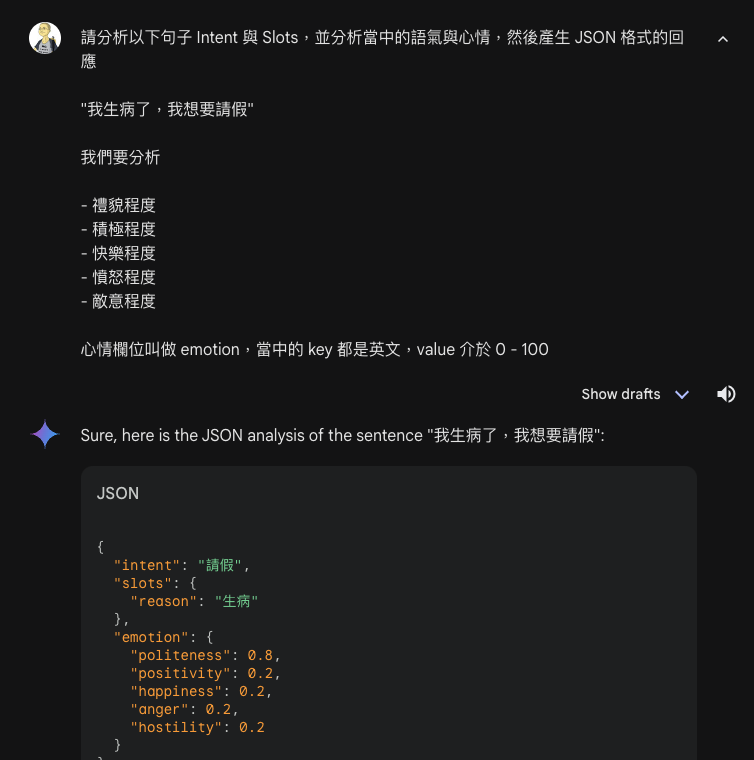 請分析以下句子 Intent 與 Slots，並分析當中的語氣與心情，然後產生 JSON 格式的回
應
"我生病了，我想要請假"
我們要分析
- 禮貌程度
- 積極程度
- 快樂程度
- 憤怒程度
- 敵意程度
心情欄位叫做 emotion，當中的 key 都是英文，value 介於 0 - 100
Show drafts
Sure, here is the JSON analysis of the sentence "我生病了，我想要請假":
JSON
{
  "intent": "請假",
  "slots": {
    "reason": "生病"
  },
  "emotion": {
    "politeness": 0.8,
    "positivity": 0.2,
    "happiness": 0.2,
    "anger": 0.2,
    "hostility": 0.2
  }
}